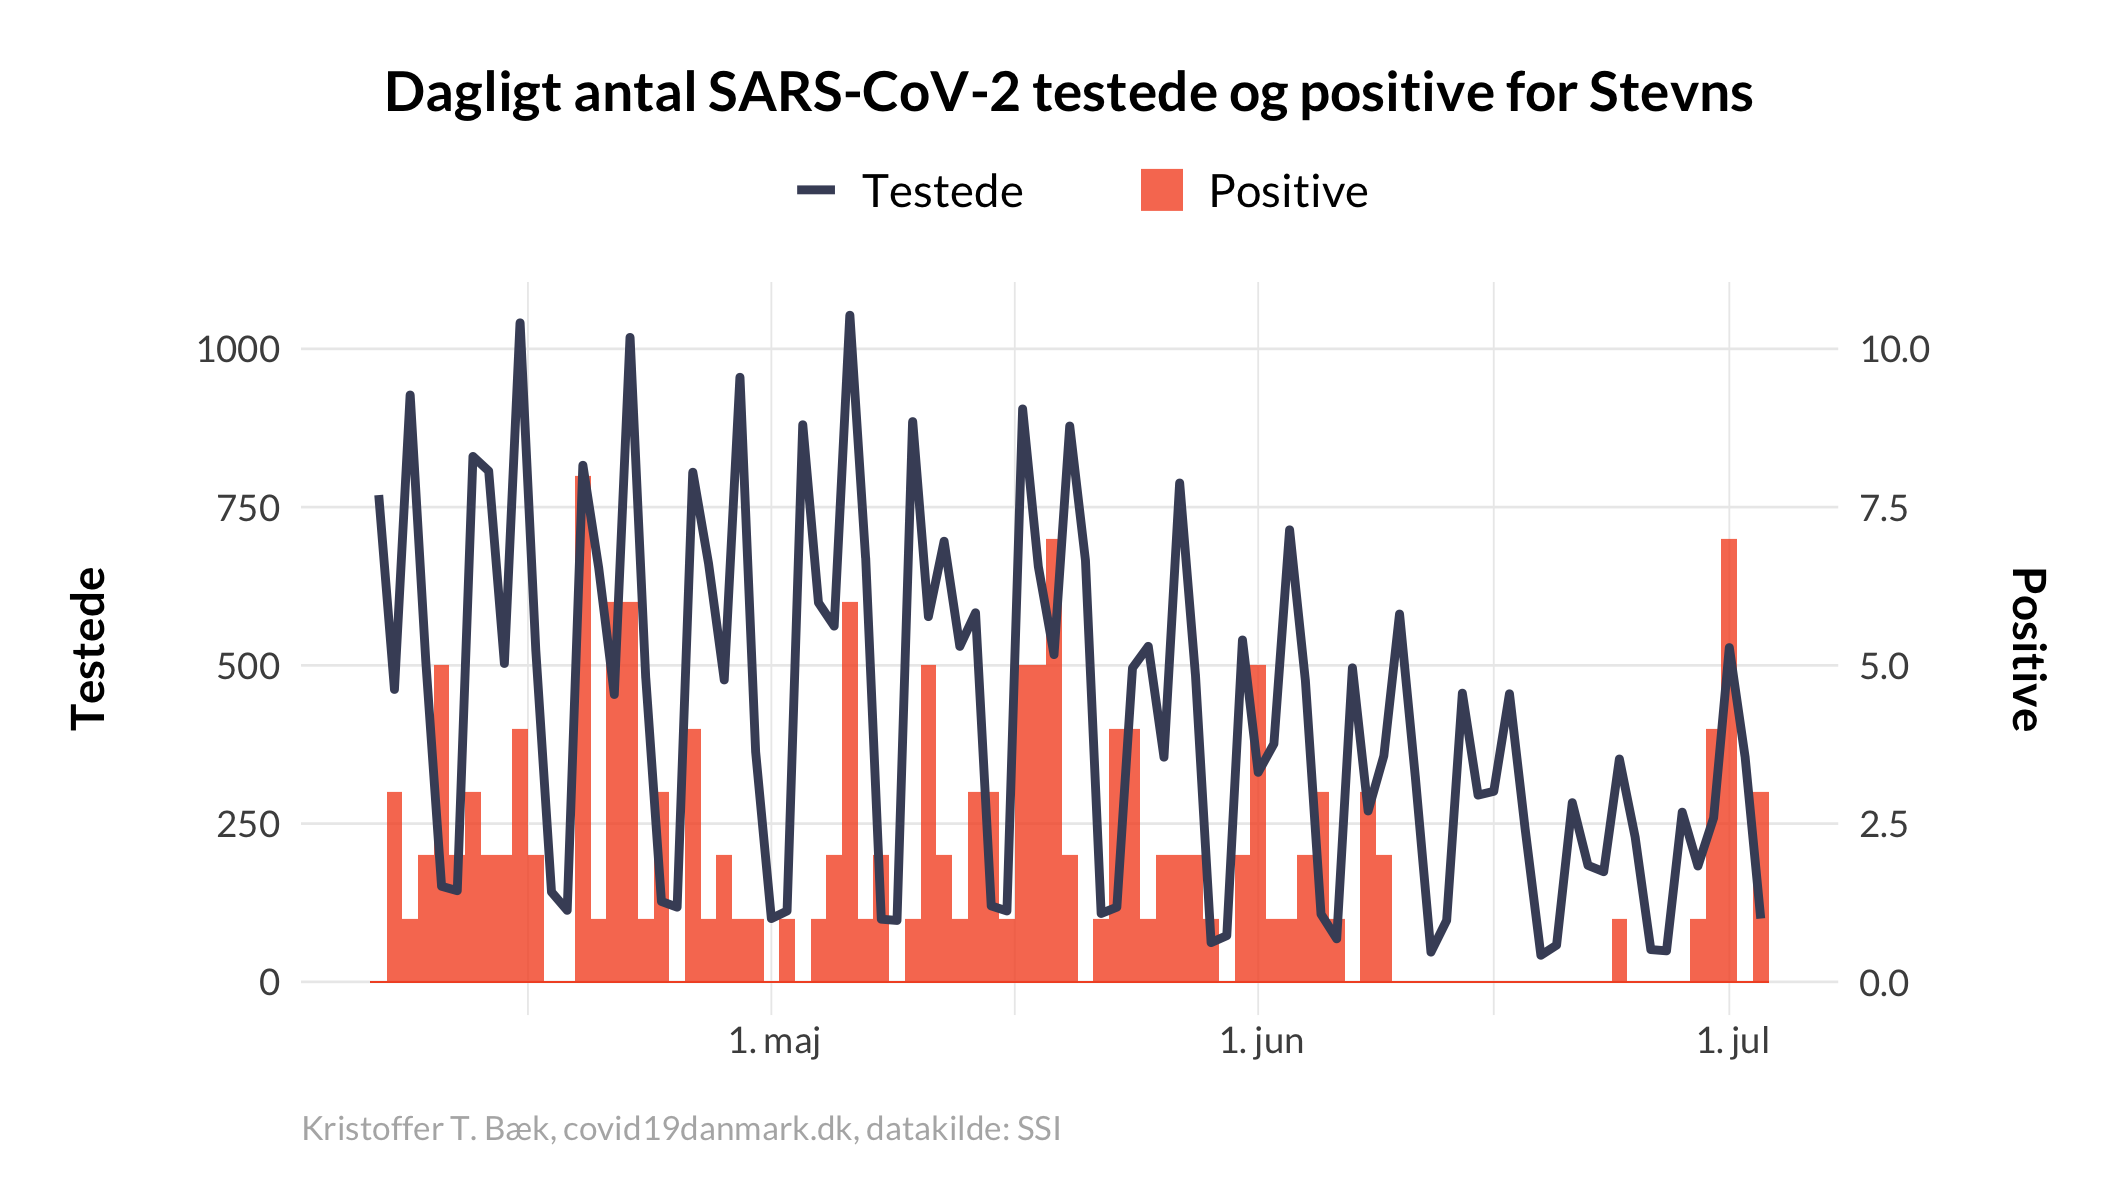 Dagligt antal SARS-CoV-2 testede og positive for Stevns
Testede
Positive
1000
750
500
250
0
10.0
7.5
5.0
2.5
0.0
Testede
Positive
1. maj
1. jun
1. jul
Kristoffer T. Bæk, covid19danmark.dk, datakilde: SSI